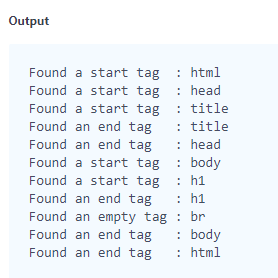 Output
Found a start tag  : html
Found a start tag  : head
Found a start tag  : title
Found an end tag   : title
Found an end tag   : head
Found a start tag  : body
Found a start tag  : h1
Found an end tag   : h1
Found an empty tag : br
Found an end tag   : body
Found an end tag   : html